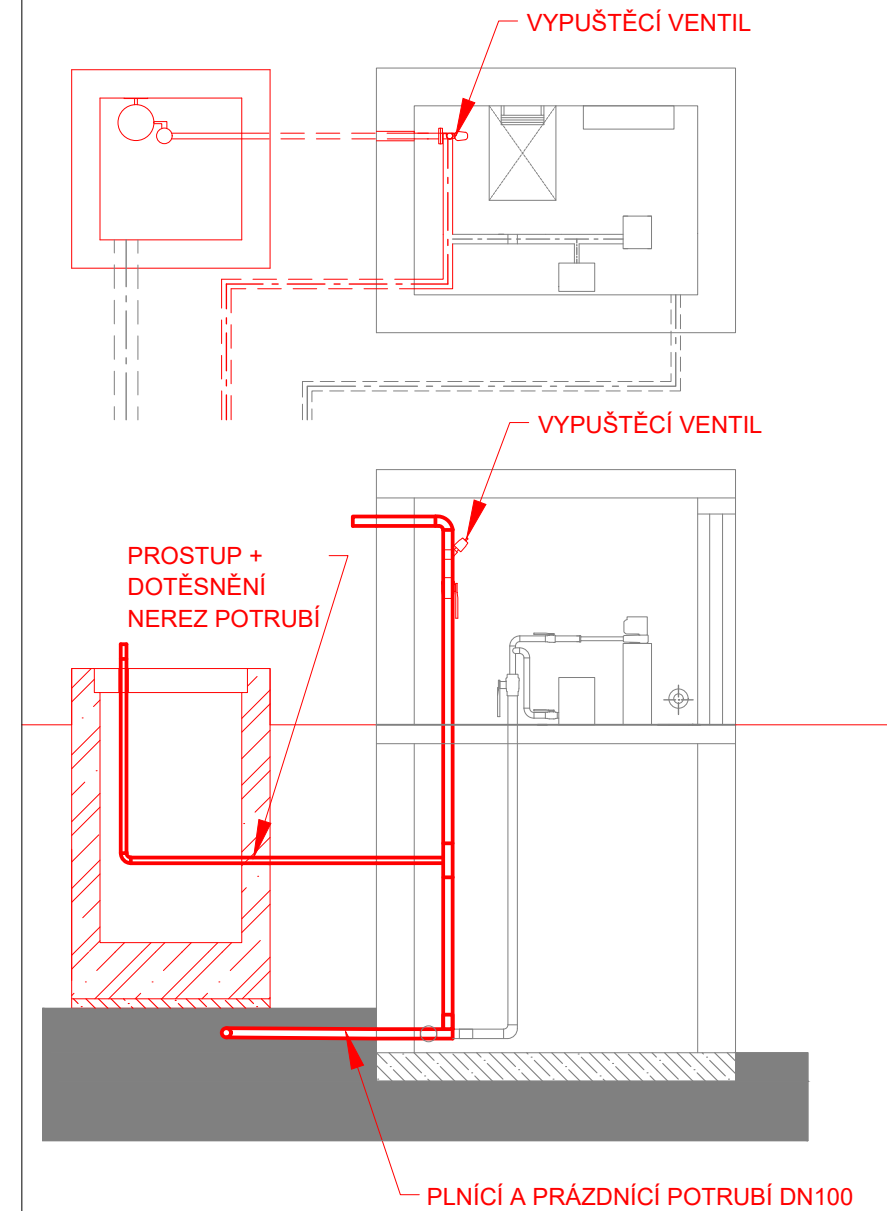 VYPUŠTĚCÍ VENTIL
VYPUŠTĚCÍ VENTIL
PROSTUP +
DOTĚSNĚNÍ
NEREZ POTRUBÍ
PLNÍCÍ A PRÁZDNÍCÍ POTRUBÍ DN100